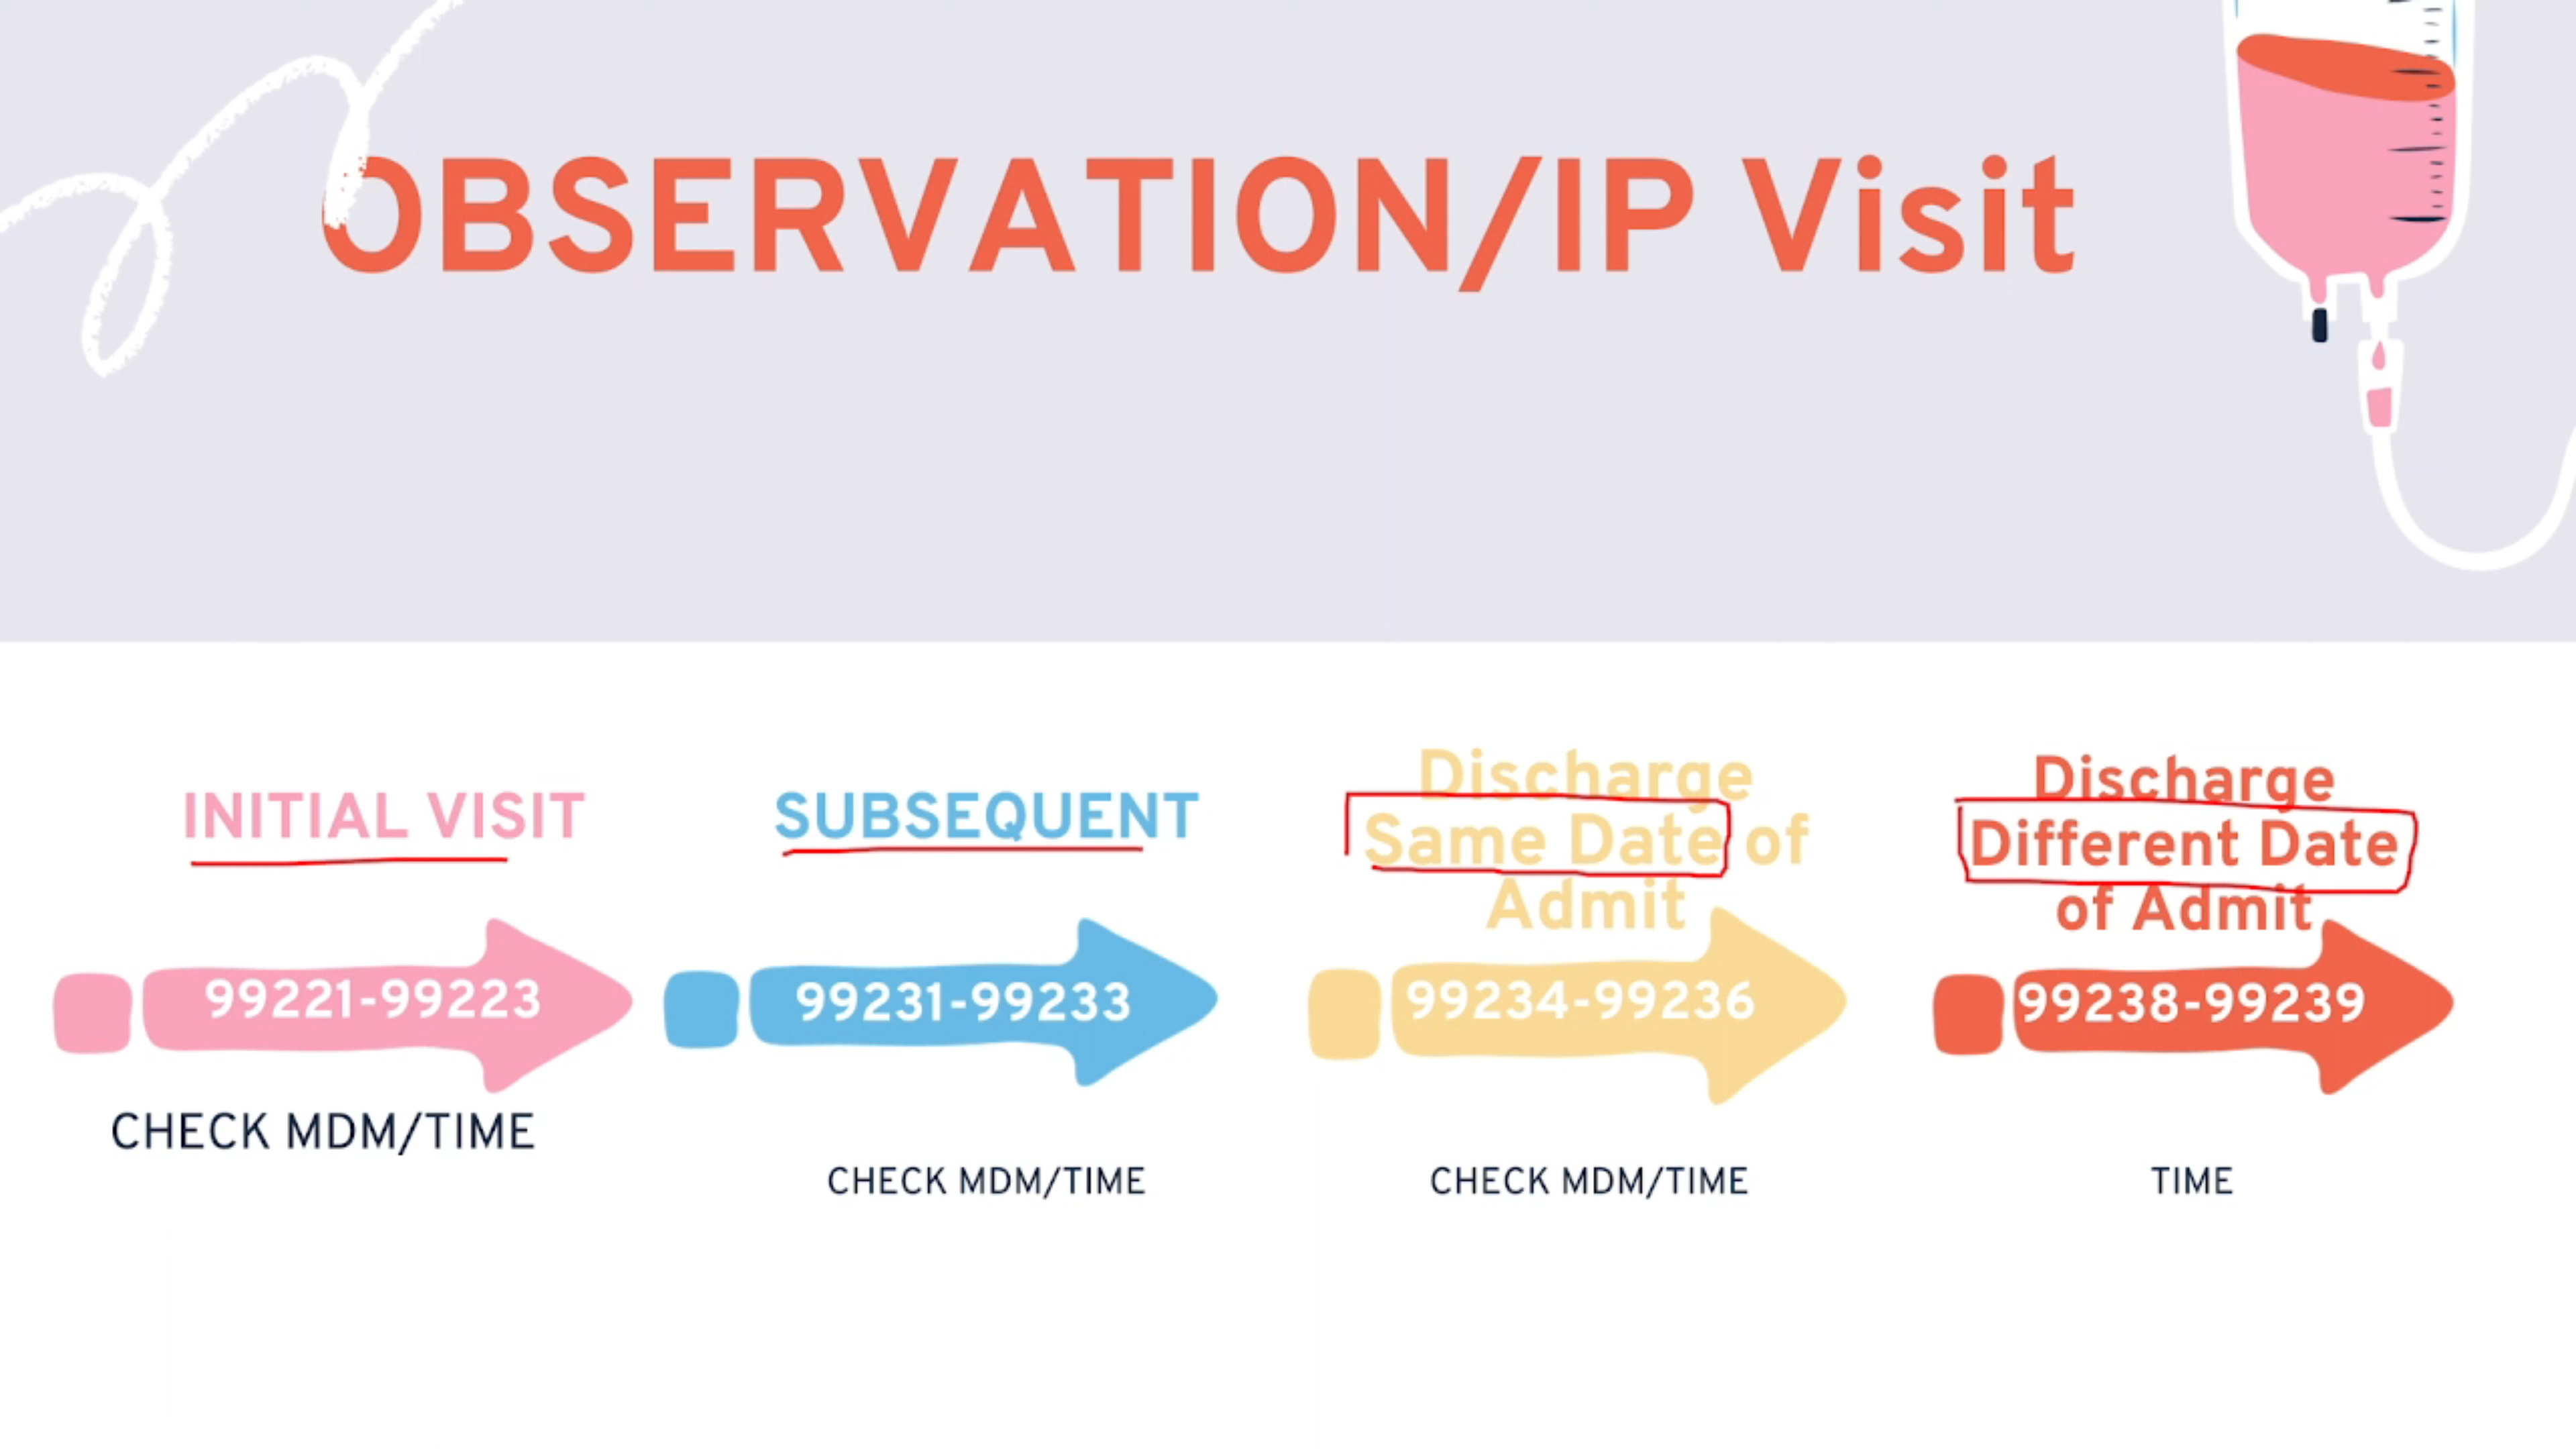 OBSERVATION/IP Visit
INITIAL VISIT
99221-99223
CHECK MDM/TIME
SUBSEQUENT
99231-99233
CHECK MDM/TIME
Discharge
Same Date of
Admit
99234-99236
CHECK MDM/TIME
Discharge
Different Date
of Admit
99238-99239
TIME